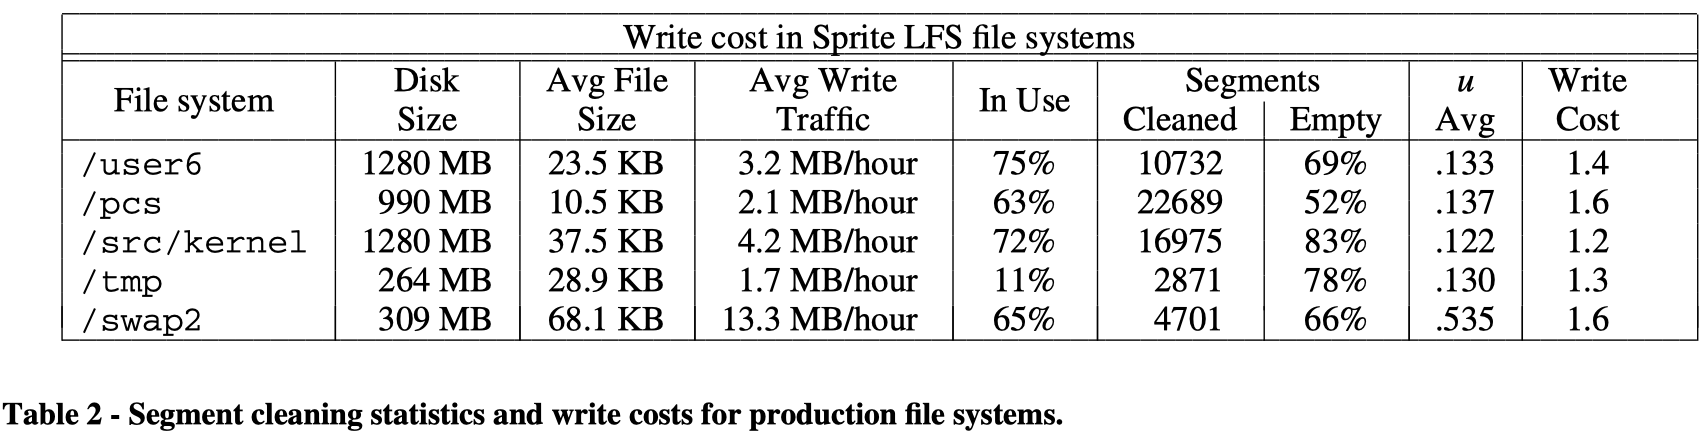 Write cost in Sprite LFS file systems
File system Disk Size Avg File Size Avg Write Traffic In Use Segments Cleaned Empty u Avg Write Cost
/user6 1280 MB 23.5 KB 3.2 MB/hour 75% 10732 69% .133 1.4
/pcs 990 MB 10.5 KB 2.1 MB/hour 63% 22689 52% .137 1.6
/src/kernel 1280 MB 37.5 KB 4.2 MB/hour 72% 16975 83% .122 1.2
/tmp 264 MB 28.9 KB 1.7 MB/hour 11% 2871 78% .130 1.3
/swap2 309 MB 68.1 KB 13.3 MB/hour 65% 4701 66% .535 1.6
Table 2 - Segment cleaning statistics and write costs for production file systems.